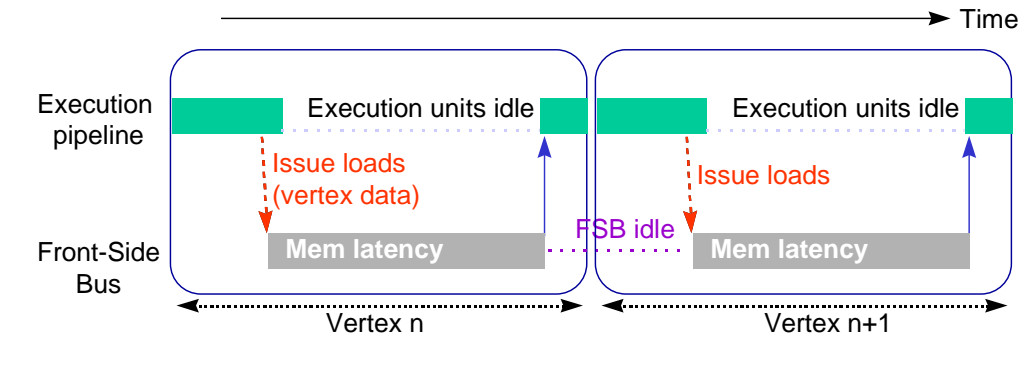 Time
Execution
pipeline
Execution units idle
Execution units idle
Issue loads
(vertex data)
Issue loads
FSB idle
Front-Side
Bus
Mem latency
Mem latency
Vertex n
Vertex n+1